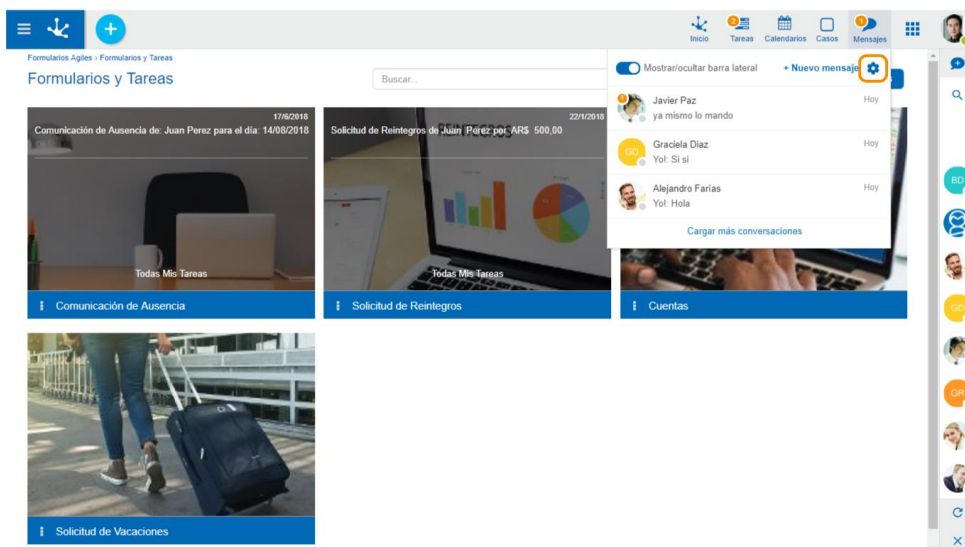 Inicio
2
Tareas
Calendarios
Casos
1
Mensajes
Formularios Agiles > Formularios y Tareas
Formularios y Tareas
Buscar...
Mostrar/ocultar barra lateral
+ Nuevo mensaje
1
Javier Paz
Hoy
ya mismo lo mando
GD
Graciela Diaz
Hoy
Yo!: Si si
Alejandro Farías
Hoy
Yo!: Hola
Cargar más conversaciones
17/6/2018
Comunicación de Ausencia de: Juan Perez para el día: 14/08/2018
Todas Mis Tareas
Comunicación de Ausencia
22/1/2018
Solicitud de Reintegros de Juan Perez por AR$ 500,00
REINTEGROS
Todas Mis Tareas
Solicitud de Reintegros
Cuentas
Solicitud de Vacaciones
BD
GD
GR